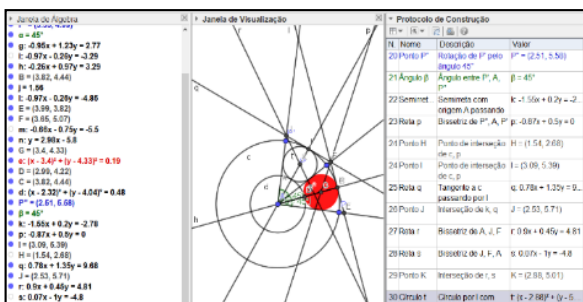 Janela de Álgebra
α = 45°
g: -0.95x + 1.23y = 2.77
i: -0.97x - 0.26y = -3.29
h: -0.26x + 0.97y = 3.29
B = (3.82, 4.44)
j = 1.56
l: -0.97x - 0.26y = -4.86
E = (3.99, 3.82)
F = (3.65, 5.07)
m: -0.86x - 0.75y = -5.5
n: y = 2.98x - 5.8
G = (3.4, 4.33)
e: (x - 3.4)² + (y - 4.33)² = 0.19
D = (2.99, 4.22)
C = (3.82, 4.44)
d: (x - 2.32)² + (y - 4.04)² = 0.48
P'' = (2.51, 5.58)
β = 45°
k: -1.55x + 0.2y = -2.78
p: -0.87x + 0.5y = 0
I = (3.09, 5.39)
H = (1.54, 2.68)
q: 0.78x + 1.35y = 9.68
J = (2.53, 5.71)
r: 0.9x + 0.45y = 4.81
s: 0.07x - 1y = -4.8
Janela de Visualização
Protocolo de Construção
N. Nome Descrição Valor
20 Ponto P'' Rotação de P' pelo ângulo 45° P'' = (2.51, 5.58)
21 Ângulo β Ângulo entre P'', A, P' β = 45°
22 Semirret... Semirreta com origem A passando k: -1.55x + 0.2y = -2...
23 Reta p Bissetriz de P'', A, P' p: -0.87x + 0.5y = 0
24 Ponto H Ponto de interseção de c, p H = (1.54, 2.68)
24 Ponto I Ponto de interseção de c, p I = (3.09, 5.39)
25 Reta q Tangente a c passando por I q: 0.78x + 1.35y = 9...
26 Ponto J Interseção de k, q J = (2.53, 5.71)
27 Reta r Bissetriz de A, J, F r: 0.9x + 0.45y = 4.81
28 Reta s Bissetriz de J, F, A s: 0.07x - 1y = -4.8
29 Ponto K Interseção de r, s K = (2.88, 5.01)
30 Círculo t Círculo por I com t: (x - 2.88)² + (y - 5...